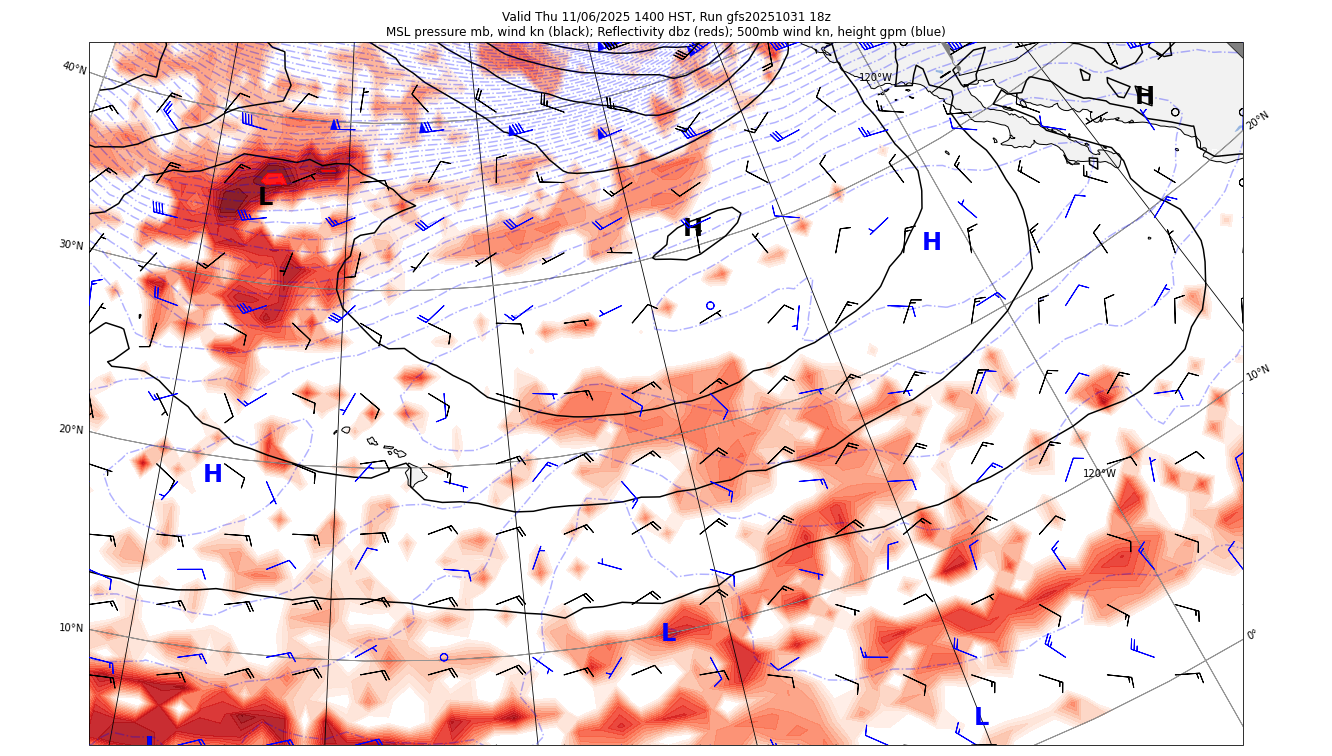 Valid Thu 11/06/2025 1400 HST, Run gfs20251031 18z
MSL pressure mb, wind kn (black); Reflectivity dbz (reds); 500mb wind kn, height gpm (blue)
40°N
120°W
H
20°N
L
H
H
30°N
10°N
20°N
H
120°W
10°N
L
0°
L
L